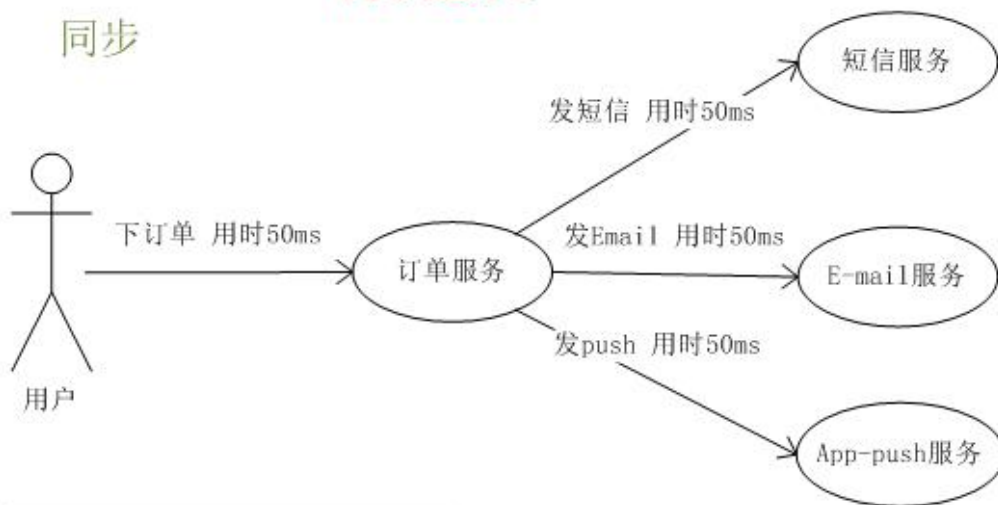 同步
短信服务
发短信 用时50ms
下订单 用时50ms
发Email 用时50ms
订单服务
E-mail服务
发push 用时50ms
用户
App-push服务